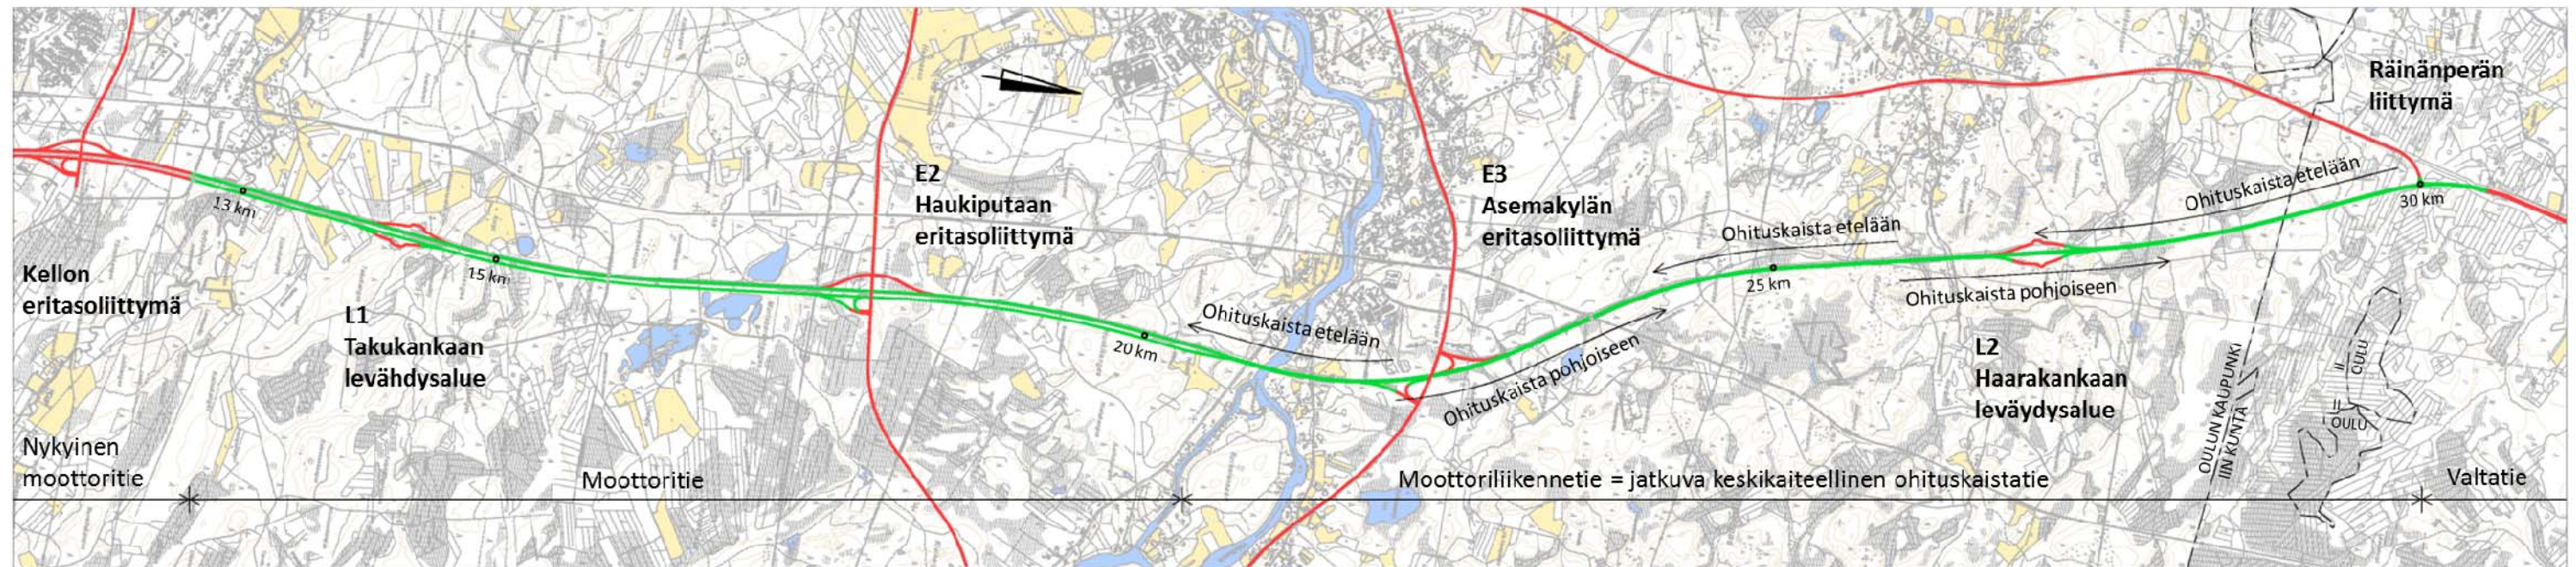 Räinänperän
liittymä
E2
Haukiputaan
eritasoliittymä
E3
Asemakylän
eritasoliittymä
Ohituskaista etelään
Ohituskaista etelään
13 km
30 km
Kellon
eritasoliittymä
15 km
25 km
Ohituskaista pohjoiseen
L1
Takukankaan
levähdysalue
Ohituskaista etelään
20 km
Ohituskaista pohjoiseen
L2
Haarakankaan
leväydysalue
OULUN KAUPUNKI
IIN KUNTA
II
OULU
II
OULU
Nykyinen
moottoritie
Moottoritie
Moottoriliikennetie = jatkuva keskikaiteellinen ohituskaistatie
Valtatie